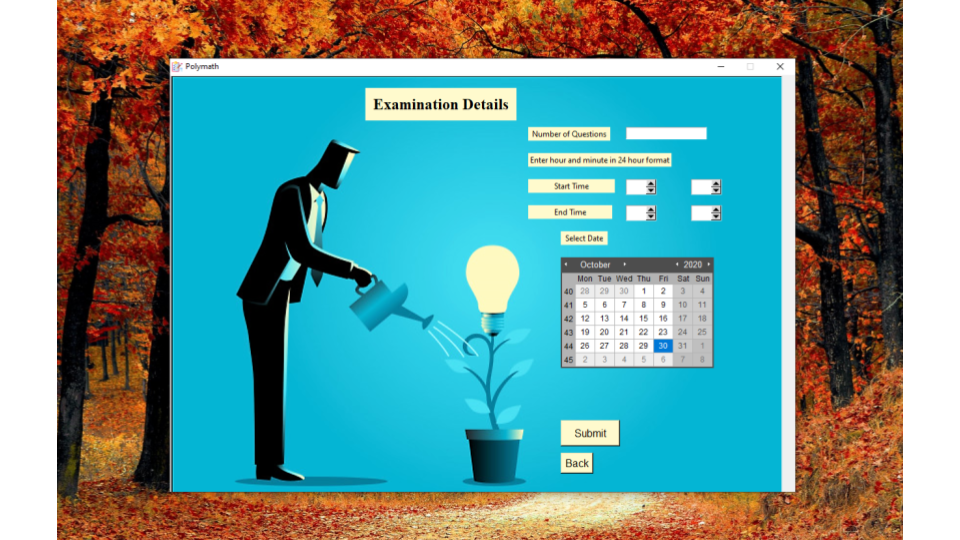 Polymath
Examination Details
Number of Questions
Enter hour and minute in 24 hour format
Start Time
End Time
Select Date
October 2020
Mon Tue Wed Thu Fri Sat Sun
40 28 29 30 1 2 3 4
41 5 6 7 8 9 10 11
42 12 13 14 15 16 17 18
43 19 20 21 22 23 24 25
44 26 27 28 29 30 31 1
45 2 3 4 5 6 7 8
Submit
Back